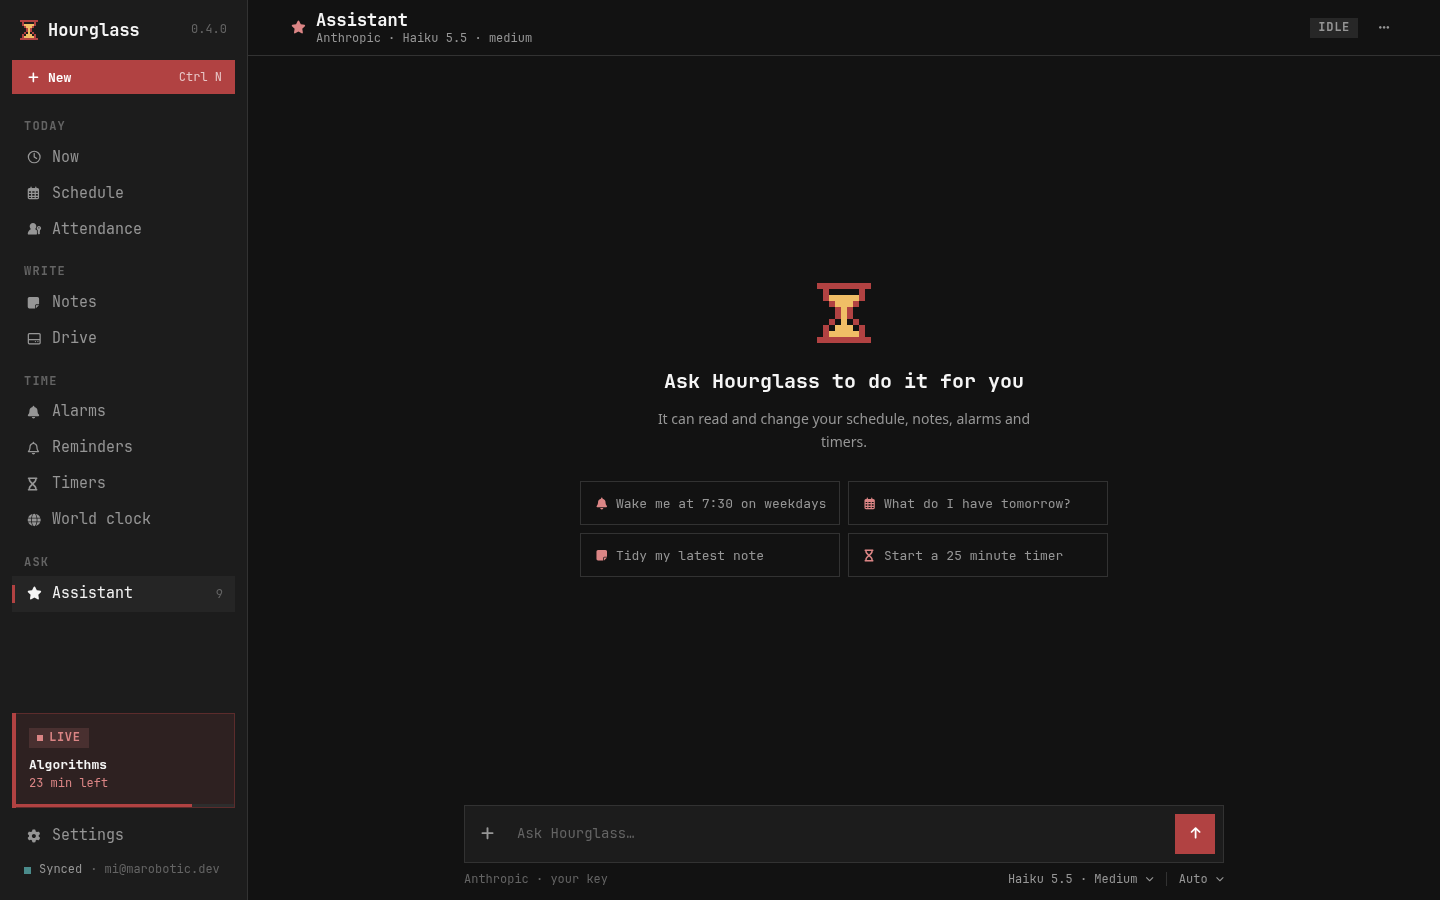 Hourglass 0.4.0
New Ctrl N
TODAY
Now
Schedule
Attendance
WRITE
Notes
Drive
TIME
Alarms
Reminders
Timers
World clock
ASK
Assistant 9
LIVE
Algorithms
23 min left
Settings
Synced · mi@marobotic.dev
Assistant
Anthropic · Haiku 5.5 · medium
IDLE
Ask Hourglass to do it for you
It can read and change your schedule, notes, alarms and
timers.
Wake me at 7:30 on weekdays
What do I have tomorrow?
Tidy my latest note
Start a 25 minute timer
Ask Hourglass…
Anthropic · your key
Haiku 5.5 · Medium
Auto